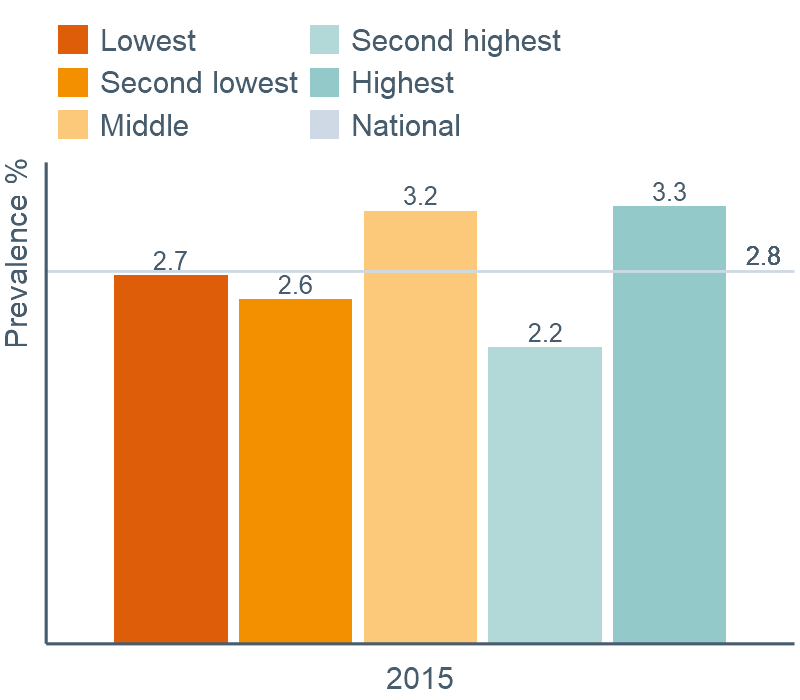 Lowest
Second lowest
Middle
Second highest
Highest
National
Prevalence %
2.7
2.6
3.2
2.2
3.3
2.8
2015